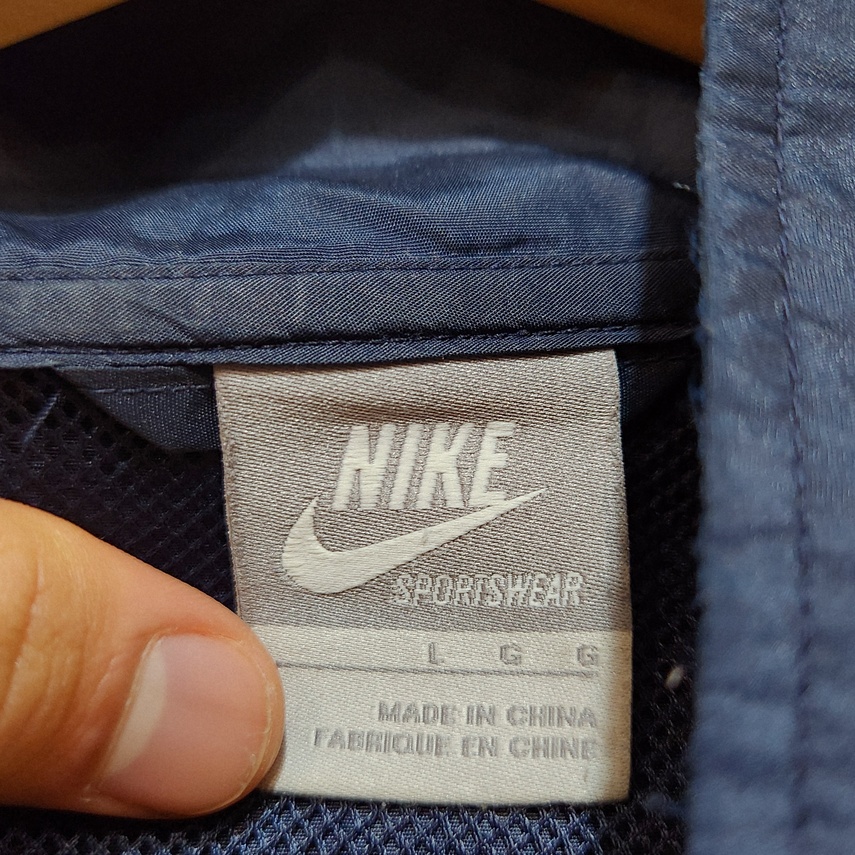 NIKE
SPORTSWEAR
L G G
MADE IN CHINA
FABRIQUE EN CHINE